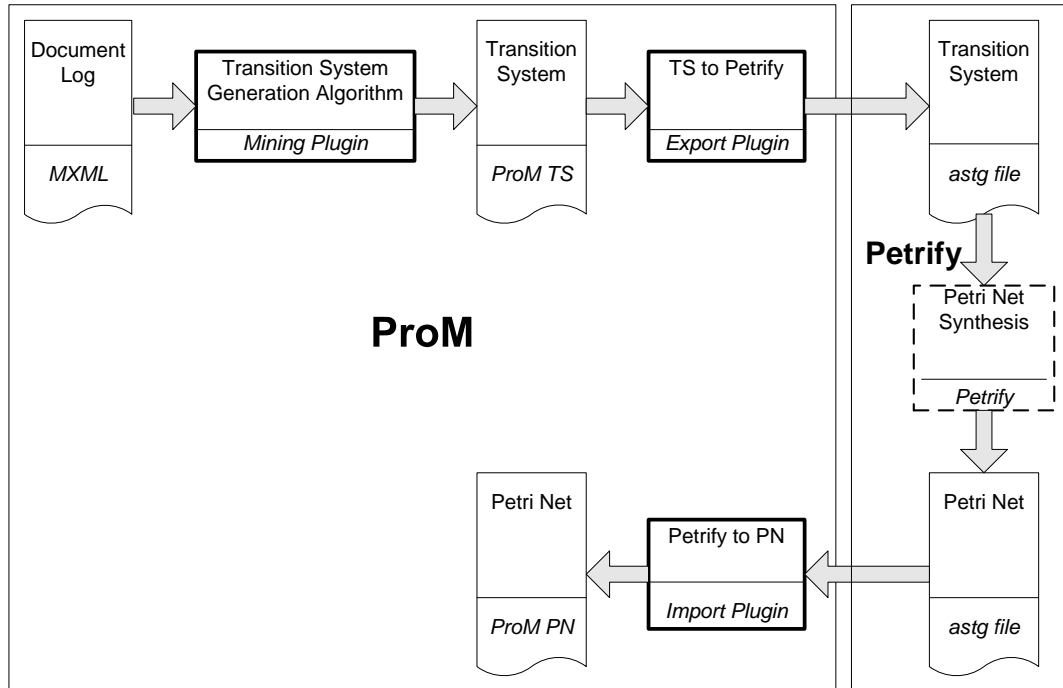 Document
Log
MXML
Transition System
Generation Algorithm
Mining Plugin
Transition
System
ProM TS
TS to Petrify
Export Plugin
Transition
System
astg file
Petrify
Petri Net
Synthesis
Petrify
ProM
Petri Net
ProM PN
Petrify to PN
Import Plugin
Petri Net
astg file